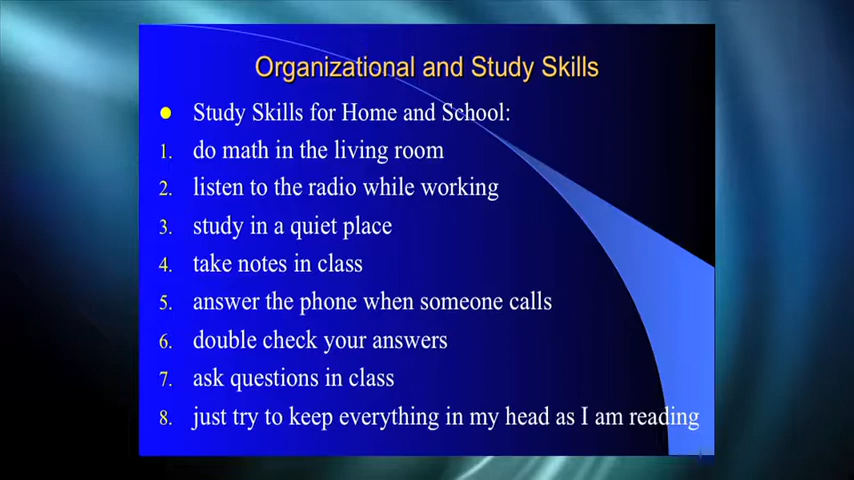 Organizational and Study Skills
Study Skills for Home and School:
1. do math in the living room
2. listen to the radio while working
3. study in a quiet place
4. take notes in class
5. answer the phone when someone calls
6. double check your answers
7. ask questions in class
8. just try to keep everything in my head as I am reading